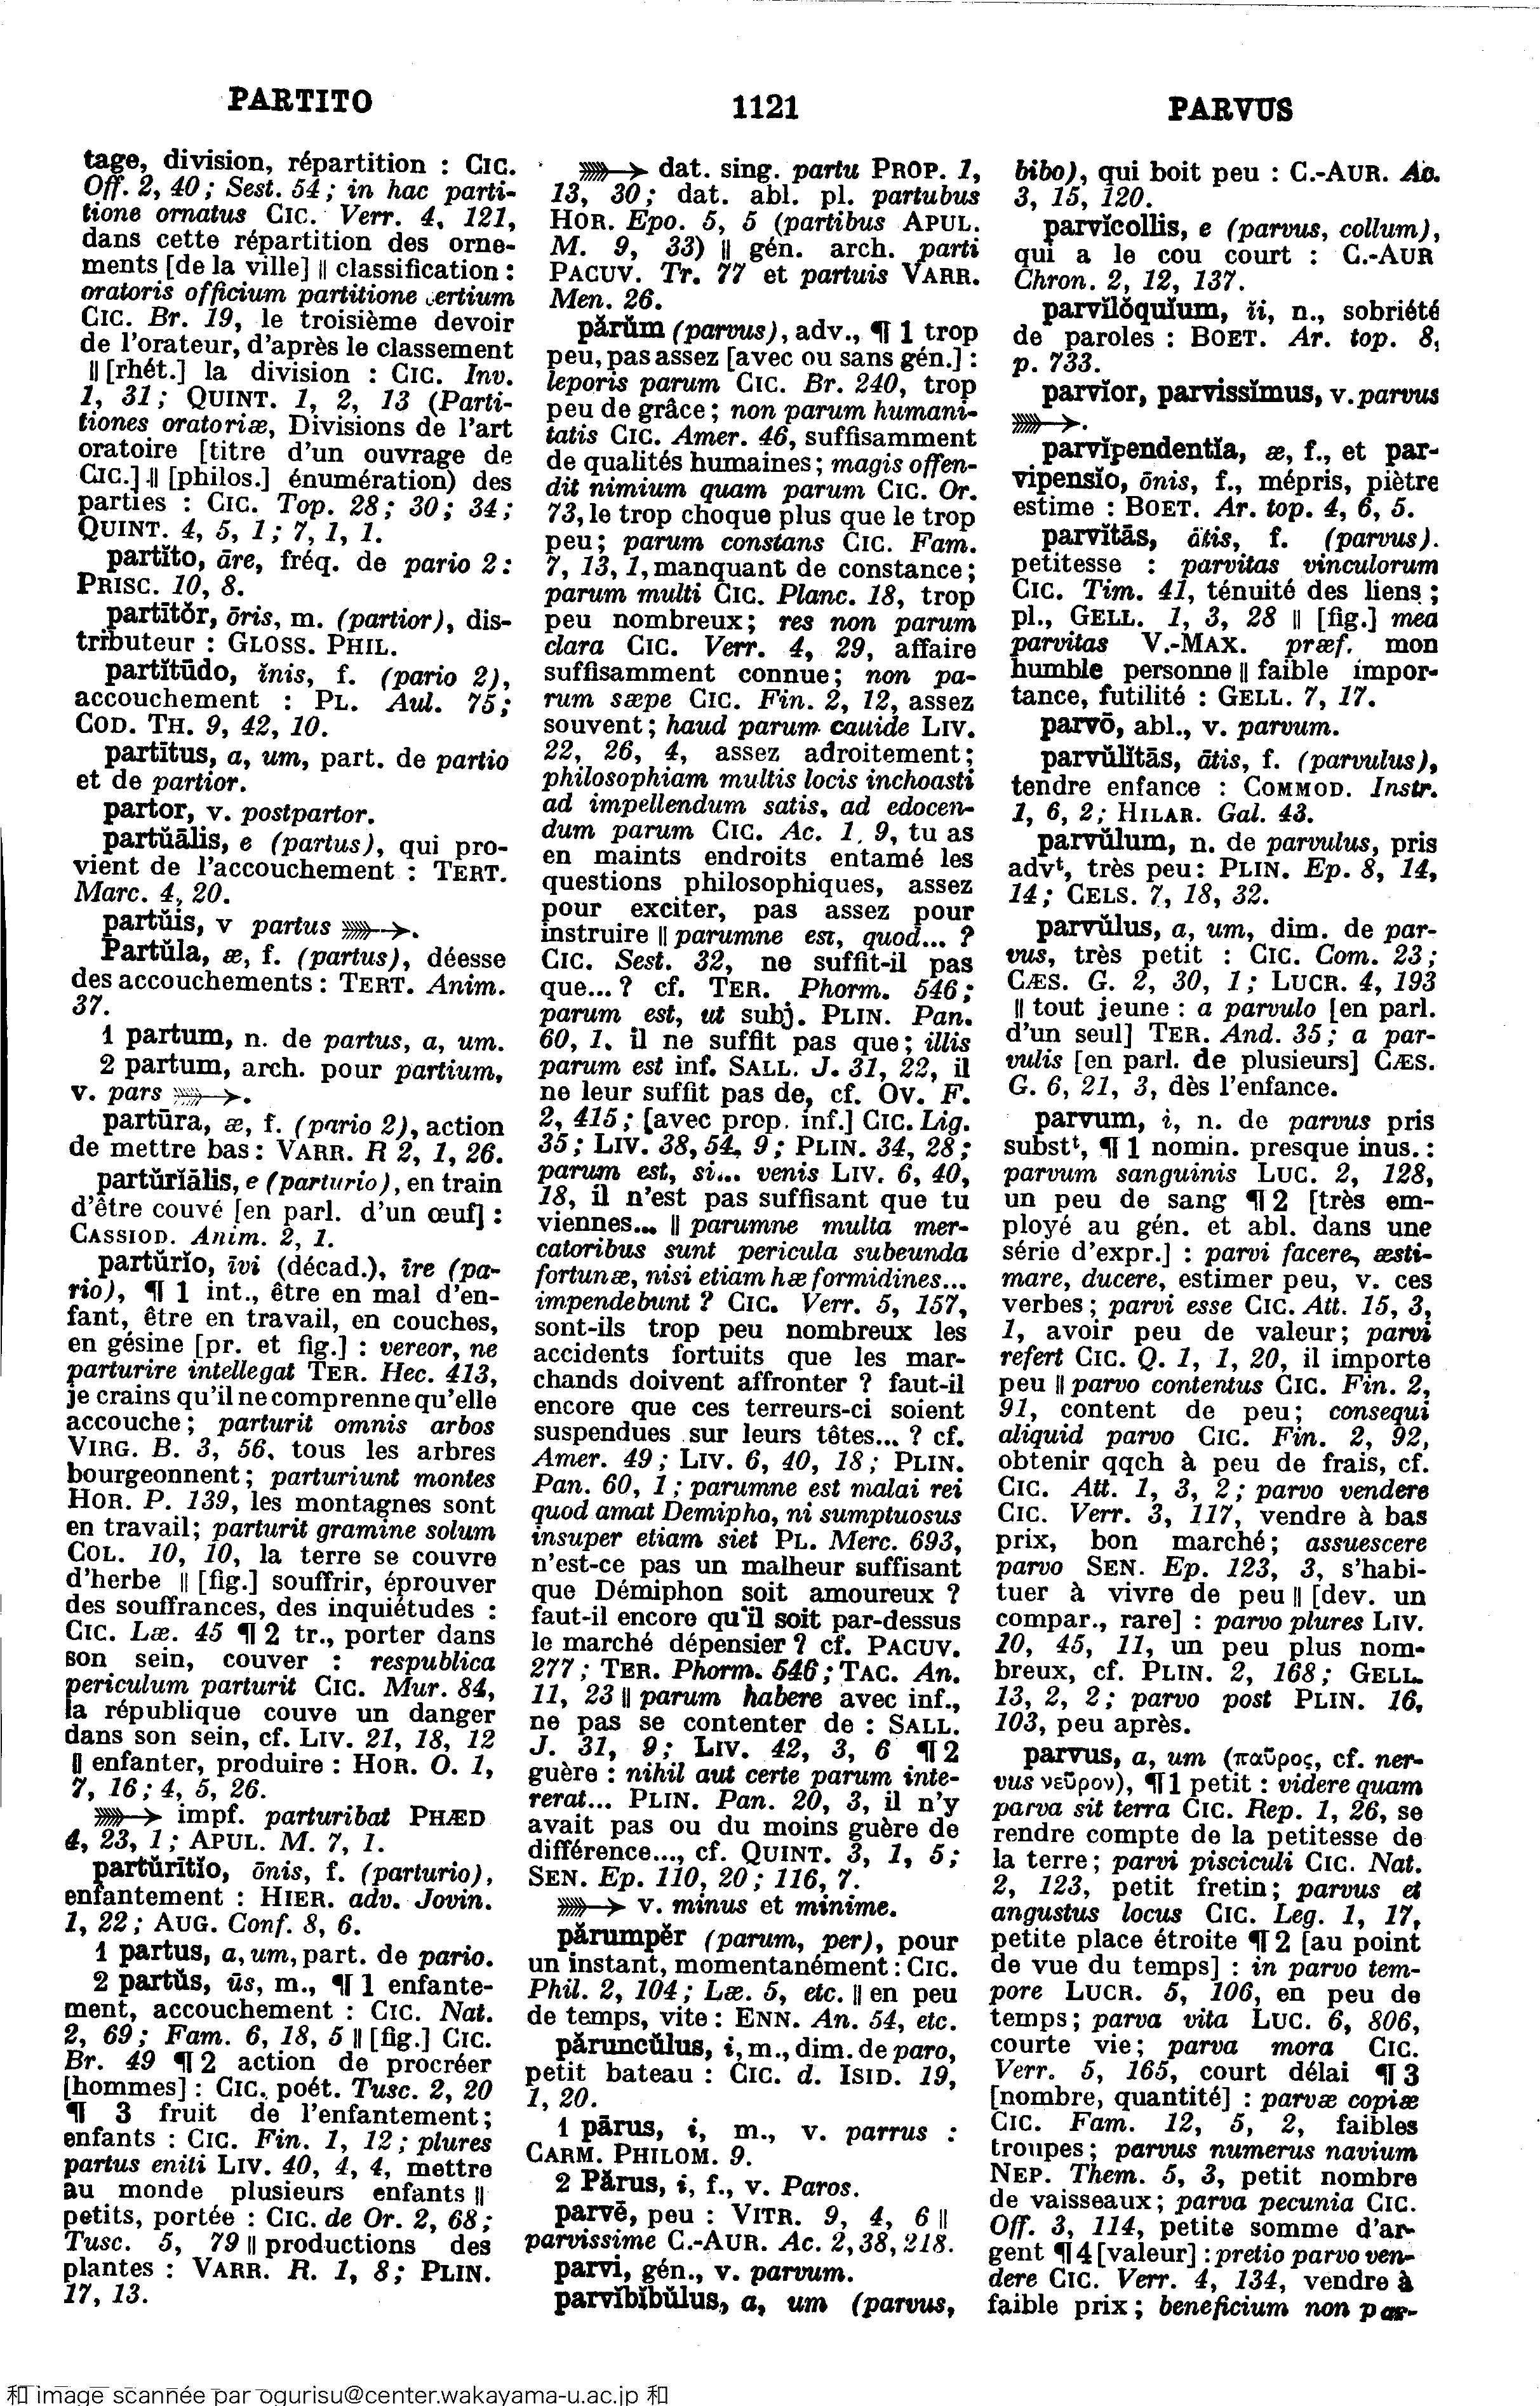 PARTITO
1121
PARVUS
tage, division, répartition : CIC.
Off. 2, 40 ; Sest. 54 ; in hac parti-
tione ornatus CIC. Verr. 4, 121,
dans cette répartition des orne-
ments [de la ville] || classification :
oratoris officium partitione tertium
CIC. Br. 19, le troisième devoir
de l'orateur, d'après le classement
|| [rhét.] la division : CIC. Inv.
1, 31 ; QUINT. 1, 2, 13 (Parti-
tiones oratoriæ, Divisions de l'art
oratoire [titre d'un ouvrage de
CIC.] || [philos.] énumération) des
parties : CIC. Top. 28 ; 30 ; 34 ;
QUINT. 4, 5, 1 ; 7, 1, 1.
partĭto, āre, fréq. de pario 2 :
PRISC. 10, 8.
partītŏr, ōris, m. (partior), dis-
tributeur : GLOSS. PHIL.
partĭtūdo, ĭnis, f. (pario 2),
accouchement : PL. Aul. 75 ;
COD. TH. 9, 42, 10.
partītus, a, um, part. de partio
et de partior.
partor, v. postpartor.
partŭālis, e (partus), qui pro-
vient de l'accouchement : TERT.
Marc. 4, 20.
partŭis, v partus ⟫→.
Partŭla, æ, f. (partus), déesse
des accouchements : TERT. Anim.
37.
1 partum, n. de partus, a, um.
2 partum, arch. pour partium,
v. pars ⟫→.
partūra, æ, f. (pario 2), action
de mettre bas : VARR. R 2, 1, 26.
partŭrĭālis, e (parturio), en train
d'être couvé [en parl. d'un œuf] :
CASSIOD. Anim. 2, 1.
partŭrĭo, īvi (décad.), īre (pa-
rio), ¶ 1 int., être en mal d'en-
fant, être en travail, en couches,
en gésine [pr. et fig.] : vereor, ne
parturire intellegat TER. Hec. 413,
je crains qu'il ne comprenne qu'elle
accouche ; parturit omnis arbos
VIRG. B. 3, 56, tous les arbres
bourgeonnent ; parturiunt montes
HOR. P. 139, les montagnes sont
en travail ; parturit gramine solum
COL. 10, 10, la terre se couvre
d'herbe || [fig.] souffrir, éprouver
des souffrances, des inquiétudes :
CIC. Læ. 45 ¶ 2 tr., porter dans
son sein, couver : respublica
periculum parturit CIC. Mur. 84,
la république couve un danger
dans son sein, cf. LIV. 21, 18, 12
|| enfanter, produire : HOR. O. 1,
7, 16 ; 4, 5, 26.
⟫→ impf. parturibat PHÆD
4, 23, 1 ; APUL. M. 7, 1.
partŭrītĭo, ōnis, f. (parturio),
enfantement : HIER. adv. Jovin.
1, 22 ; AUG. Conf. 8, 6.
1 partus, a, um, part. de pario.
2 partŭs, ūs, m., ¶ 1 enfante-
ment, accouchement : CIC. Nat.
2, 69 ; Fam. 6, 18, 5 || [fig.] CIC.
Br. 49 ¶ 2 action de procréer
[hommes] : CIC. poét. Tusc. 2, 20
¶ 3 fruit de l'enfantement ;
enfants : CIC. Fin. 1, 12 ; plures
partus eniti LIV. 40, 4, 4, mettre
au monde plusieurs enfants ||
petits, portée : CIC. de Or. 2, 68 ;
Tusc. 5, 79 || productions des
plantes : VARR. R. 1, 8 ; PLIN.
17, 13.
⟫→ dat. sing. partu PROP. 1,
13, 30 ; dat. abl. pl. partubus
HOR. Epo. 5, 5 (partibus APUL.
M. 9, 33) || gén. arch. parti
PACUV. Tr. 77 et partuis VARR.
Men. 26.
părŭm (parvus), adv., ¶ 1 trop
peu, pas assez [avec ou sans gén.] :
leporis parum CIC. Br. 240, trop
peu de grâce ; non parum humani-
tatis CIC. Amer. 46, suffisamment
de qualités humaines ; magis offen-
dit nimium quam parum CIC. Or.
73, le trop choque plus que le trop
peu ; parum constans CIC. Fam.
7, 13, 1, manquant de constance ;
parum multi CIC. Planc. 18, trop
peu nombreux ; res non parum
clara CIC. Verr. 4, 29, affaire
suffisamment connue ; non pa-
rum sæpe CIC. Fin. 2, 12, assez
souvent ; haud parum cauide LIV.
22, 26, 4, assez adroitement ;
philosophiam multis locis inchoasti
ad impellendum satis, ad edocen-
dum parum CIC. Ac. 1, 9, tu as
en maints endroits entamé les
questions philosophiques, assez
pour exciter, pas assez pour
instruire || parumne est, quod... ?
CIC. Sest. 32, ne suffit-il pas
que... ? cf. TER. Phorm. 546 ;
parum est, ut subj. PLIN. Pan.
60, 1, il ne suffit pas que ; illis
parum est inf. SALL. J. 31, 22, il
ne leur suffit pas de, cf. OV. F.
2, 415 ; [avec prop. inf.] CIC. Lig.
35 ; LIV. 38, 54, 9 ; PLIN. 34, 28 ;
parum est, si... venis LIV. 6, 40,
18, il n'est pas suffisant que tu
viennes... || parumne multa mer-
catoribus sunt pericula subeunda
fortunæ, nisi etiam hæ formidines...
impendebunt ? CIC. Verr. 5, 157,
sont-ils trop peu nombreux les
accidents fortuits que les mar-
chands doivent affronter ? faut-il
encore que ces terreurs-ci soient
suspendues sur leurs têtes... ? cf.
Amer. 49 ; LIV. 6, 40, 18 ; PLIN.
Pan. 60, 1 ; parumne est malai rei
quod amat Demipho, ni sumptuosus
insuper etiam siet PL. Merc. 693,
n'est-ce pas un malheur suffisant
que Démiphon soit amoureux ?
faut-il encore qu'il soit par-dessus
le marché dépensier ? cf. PACUV.
277 ; TER. Phorm. 546 ; TAC. An.
11, 23 || parum habere avec inf.,
ne pas se contenter de : SALL.
J. 31, 9 ; LIV. 42, 3, 6 ¶ 2
guère : nihil aut certe parum inte-
rerat... PLIN. Pan. 20, 3, il n'y
avait pas ou du moins guère de
différence..., cf. QUINT. 3, 1, 5 ;
SEN. Ep. 110, 20 ; 116, 7.
⟫→ v. minus et minime.
părumpĕr (parum, per), pour
un instant, momentanément : CIC.
Phil. 2, 104 ; Læ. 5, etc. || en peu
de temps, vite : ENN. An. 54, etc.
păruncŭlus, i, m., dim. de paro,
petit bateau : CIC. d. ISID. 19,
1, 20.
1 pārus, i, m., v. parrus :
CARM. PHILOM. 9.
2 Părus, i, f., v. Paros.
parvē, peu : VITR. 9, 4, 6 ||
parvissime C.-AUR. Ac. 2, 38, 218.
parvi, gén., v. parvum.
parvĭbĭbŭlus, a, um (parvus,
bibo), qui boit peu : C.-AUR. Ac.
3, 15, 120.
parvĭcollis, e (parvus, collum),
qui a le cou court : C.-AUR
Chron. 2, 12, 137.
parvĭlŏquĭum, ĭi, n., sobriété
de paroles : BOET. Ar. top. 8,
p. 733.
parvĭor, parvissĭmus, v. parvus
⟫→.
parvĭpendentĭa, æ, f., et par-
vipensĭo, ōnis, f., mépris, piètre
estime : BOET. Ar. top. 4, 6, 5.
parvĭtās, ātis, f. (parvus).
petitesse : parvitas vinculorum
CIC. Tim. 41, ténuité des liens ;
pl., GELL. 1, 3, 28 || [fig.] mea
parvitas V.-MAX. præf. mon
humble personne || faible impor-
tance, futilité : GELL. 7, 17.
parvō, abl., v. parvum.
parvŭlĭtās, ātis, f. (parvulus),
tendre enfance : COMMOD. Instr.
1, 6, 2 ; HILAR. Gal. 43.
parvŭlum, n. de parvulus, pris
advᵗ, très peu : PLIN. Ep. 8, 14,
14 ; CELS. 7, 18, 32.
parvŭlus, a, um, dim. de par-
vus, très petit : CIC. Com. 23 ;
CÆS. G. 2, 30, 1 ; LUCR. 4, 193
|| tout jeune : a parvulo [en parl.
d'un seul] TER. And. 35 ; a par-
vulis [en parl. de plusieurs] CÆS.
G. 6, 21, 3, dès l'enfance.
parvum, i, n. de parvus pris
substᵗ, ¶ 1 nomin. presque inus. :
parvum sanguinis LUC. 2, 128,
un peu de sang ¶ 2 [très em-
ployé au gén. et abl. dans une
série d'expr.] : parvi facere, æsti-
mare, ducere, estimer peu, v. ces
verbes ; parvi esse CIC. Att. 15, 3,
1, avoir peu de valeur ; parvi
refert CIC. Q. 1, 1, 20, il importe
peu || parvo contentus CIC. Fin. 2,
91, content de peu ; consequi
aliquid parvo CIC. Fin. 2, 92,
obtenir qqch à peu de frais, cf.
CIC. Att. 1, 3, 2 ; parvo vendere
CIC. Verr. 3, 117, vendre à bas
prix, bon marché ; assuescere
parvo SEN. Ep. 123, 3, s'habi-
tuer à vivre de peu || [dev. un
compar., rare] : parvo plures LIV.
10, 45, 11, un peu plus nom-
breux, cf. PLIN. 2, 168 ; GELL.
13, 2, 2 ; parvo post PLIN. 16,
103, peu après.
parvus, a, um (παῦρος, cf. ner-
vus νεῦρον), ¶ 1 petit : videre quam
parva sit terra CIC. Rep. 1, 26, se
rendre compte de la petitesse de
la terre ; parvi pisciculi CIC. Nat.
2, 123, petit fretin ; parvus et
angustus locus CIC. Leg. 1, 17,
petite place étroite ¶ 2 [au point
de vue du temps] : in parvo tem-
pore LUCR. 5, 106, en peu de
temps ; parva vita LUC. 6, 806,
courte vie ; parva mora CIC.
Verr. 5, 165, court délai ¶ 3
[nombre, quantité] : parvæ copiæ
CIC. Fam. 12, 5, 2, faibles
troupes ; parvus numerus navium
NEP. Them. 5, 3, petit nombre
de vaisseaux ; parva pecunia CIC.
Off. 3, 114, petite somme d'ar-
gent ¶ 4 [valeur] : pretio parvo ven-
dere CIC. Verr. 4, 134, vendre à
faible prix ; beneficium non par-
和 image scannée par ogurisu@center.wakayama-u.ac.jp 和